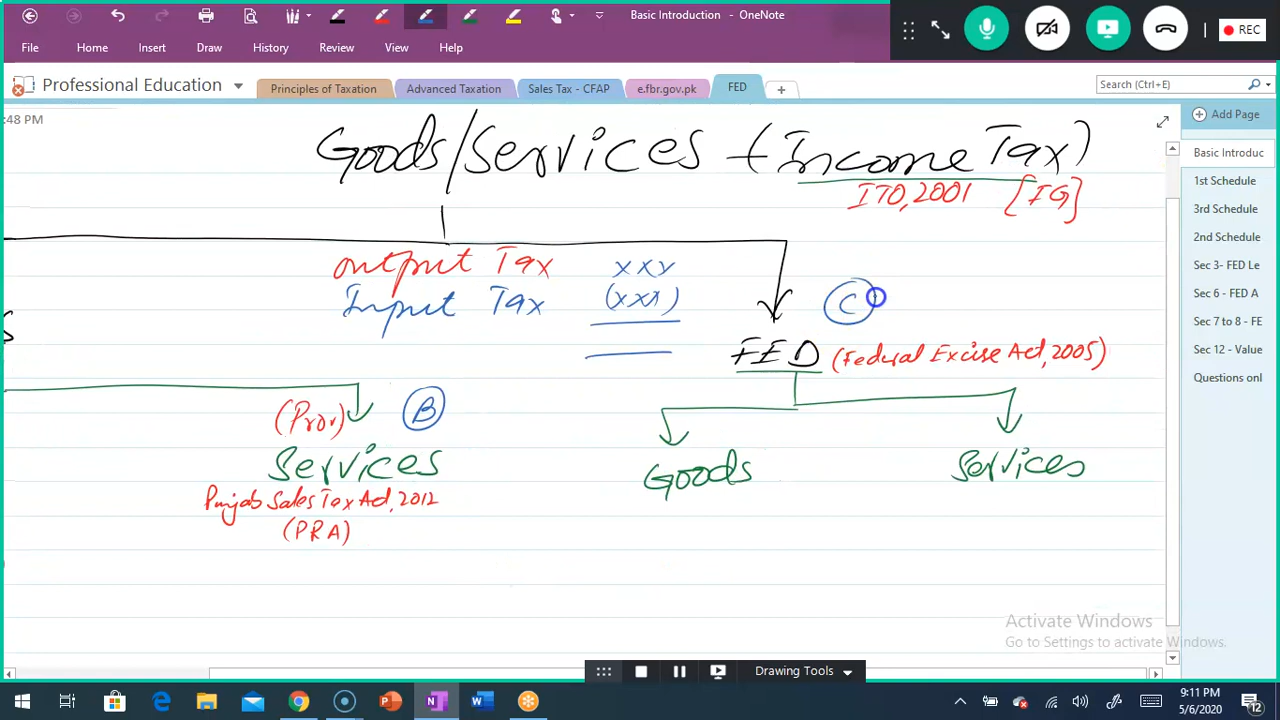 Basic Introduction - OneNote
REC
File Home Insert Draw History Review View Help
Professional Education
Principles of Taxation
Advanced Taxation
Sales Tax - CFAP
e.fbr.gov.pk
FED
Search (Ctrl+E)
:48 PM
Add Page
Goods/Services + (Income Tax)
ITO, 2001 [IG]
Basic Introduc
1st Schedule
3rd Schedule
2nd Schedule
Sec 3- FED Le
Sec 6 - FED A
Sec 7 to 8 - FE
Sec 12 - Value
Questions onl
output Tax xxy
Input Tax (xxx)
C
FED (Federal Excise Act, 2005)
(Prov) B
Services
Goods
Services
Punjab Sales Tax Act, 2012
(PRA)
Activate Windows
Go to Settings to activate Windows.
Drawing Tools
9:11 PM
5/6/2020
12